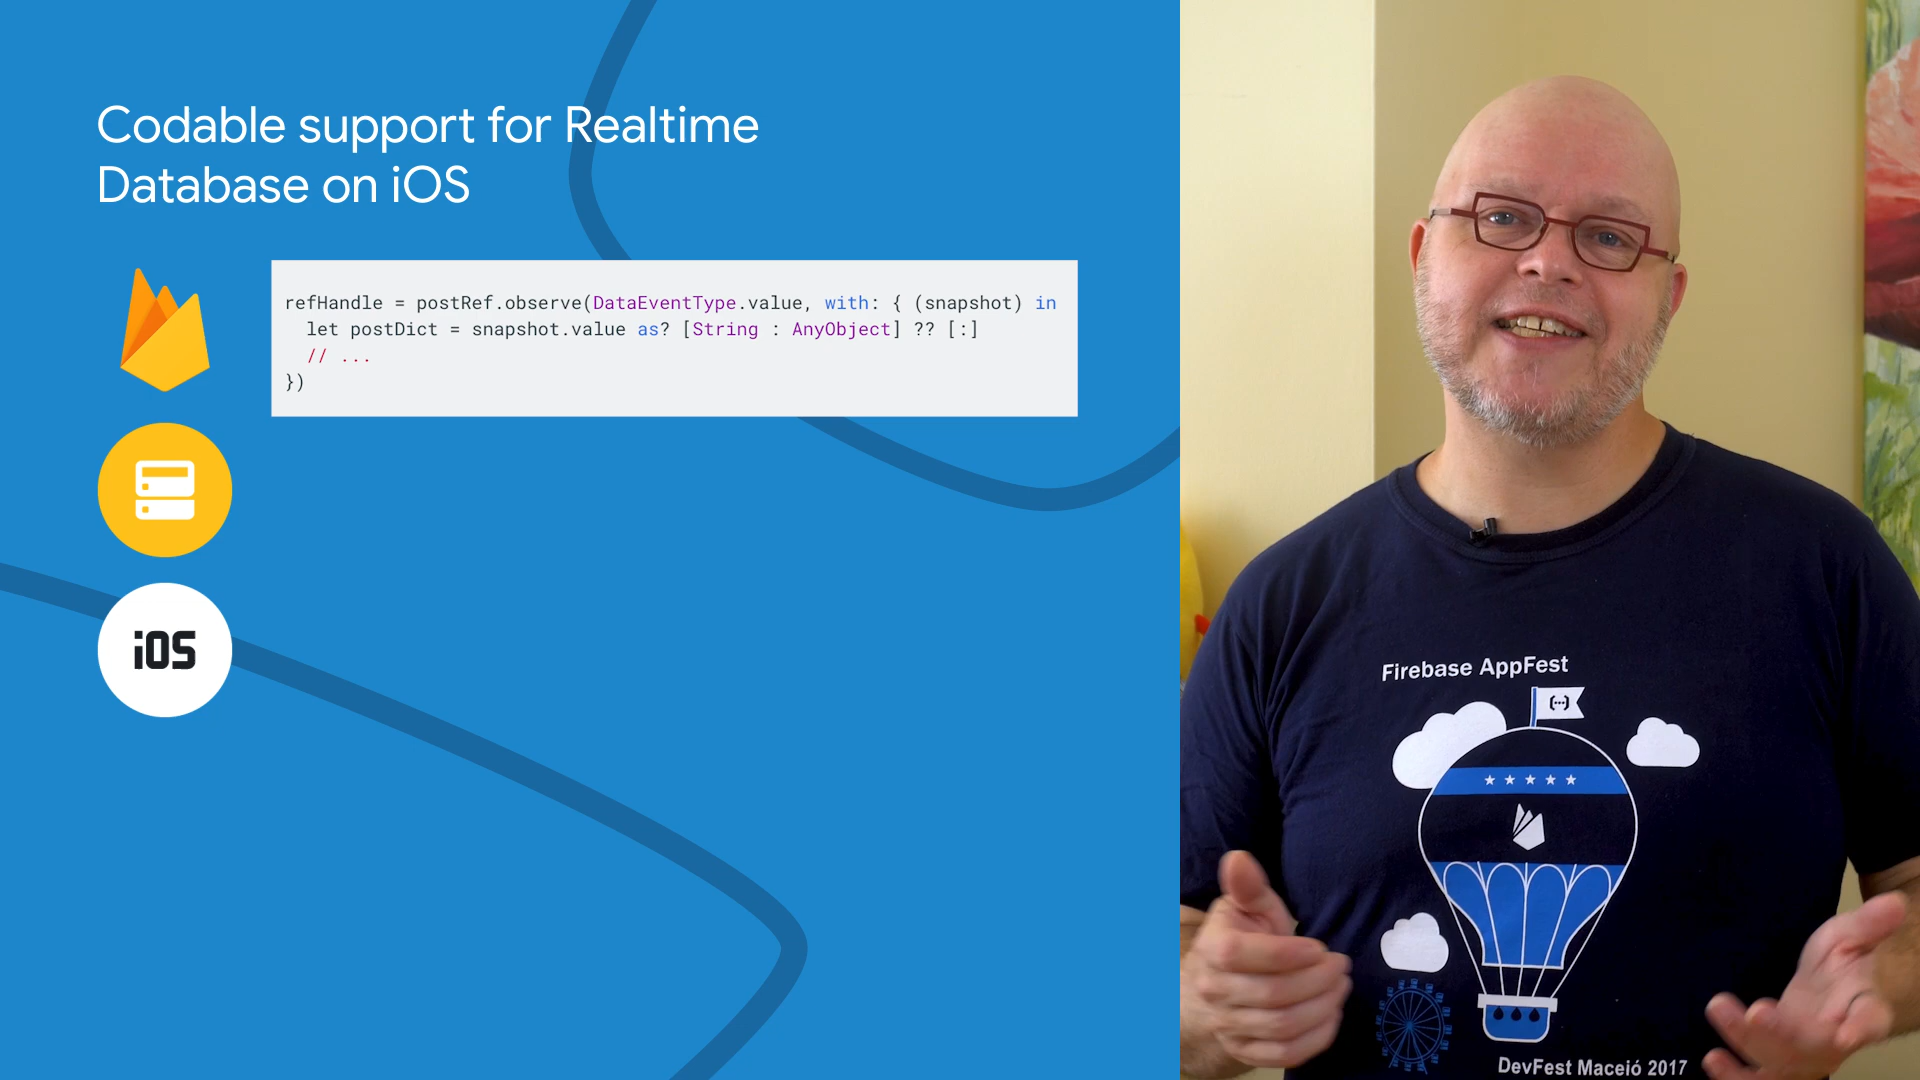 Codable support for Realtime
Database on iOS
refHandle = postRef.observe(DataEventType.value, with: { (snapshot) in
  let postDict = snapshot.value as? [String : AnyObject] ?? [:]
  // ...
})
iOS
Firebase AppFest
DevFest Maceió 2017